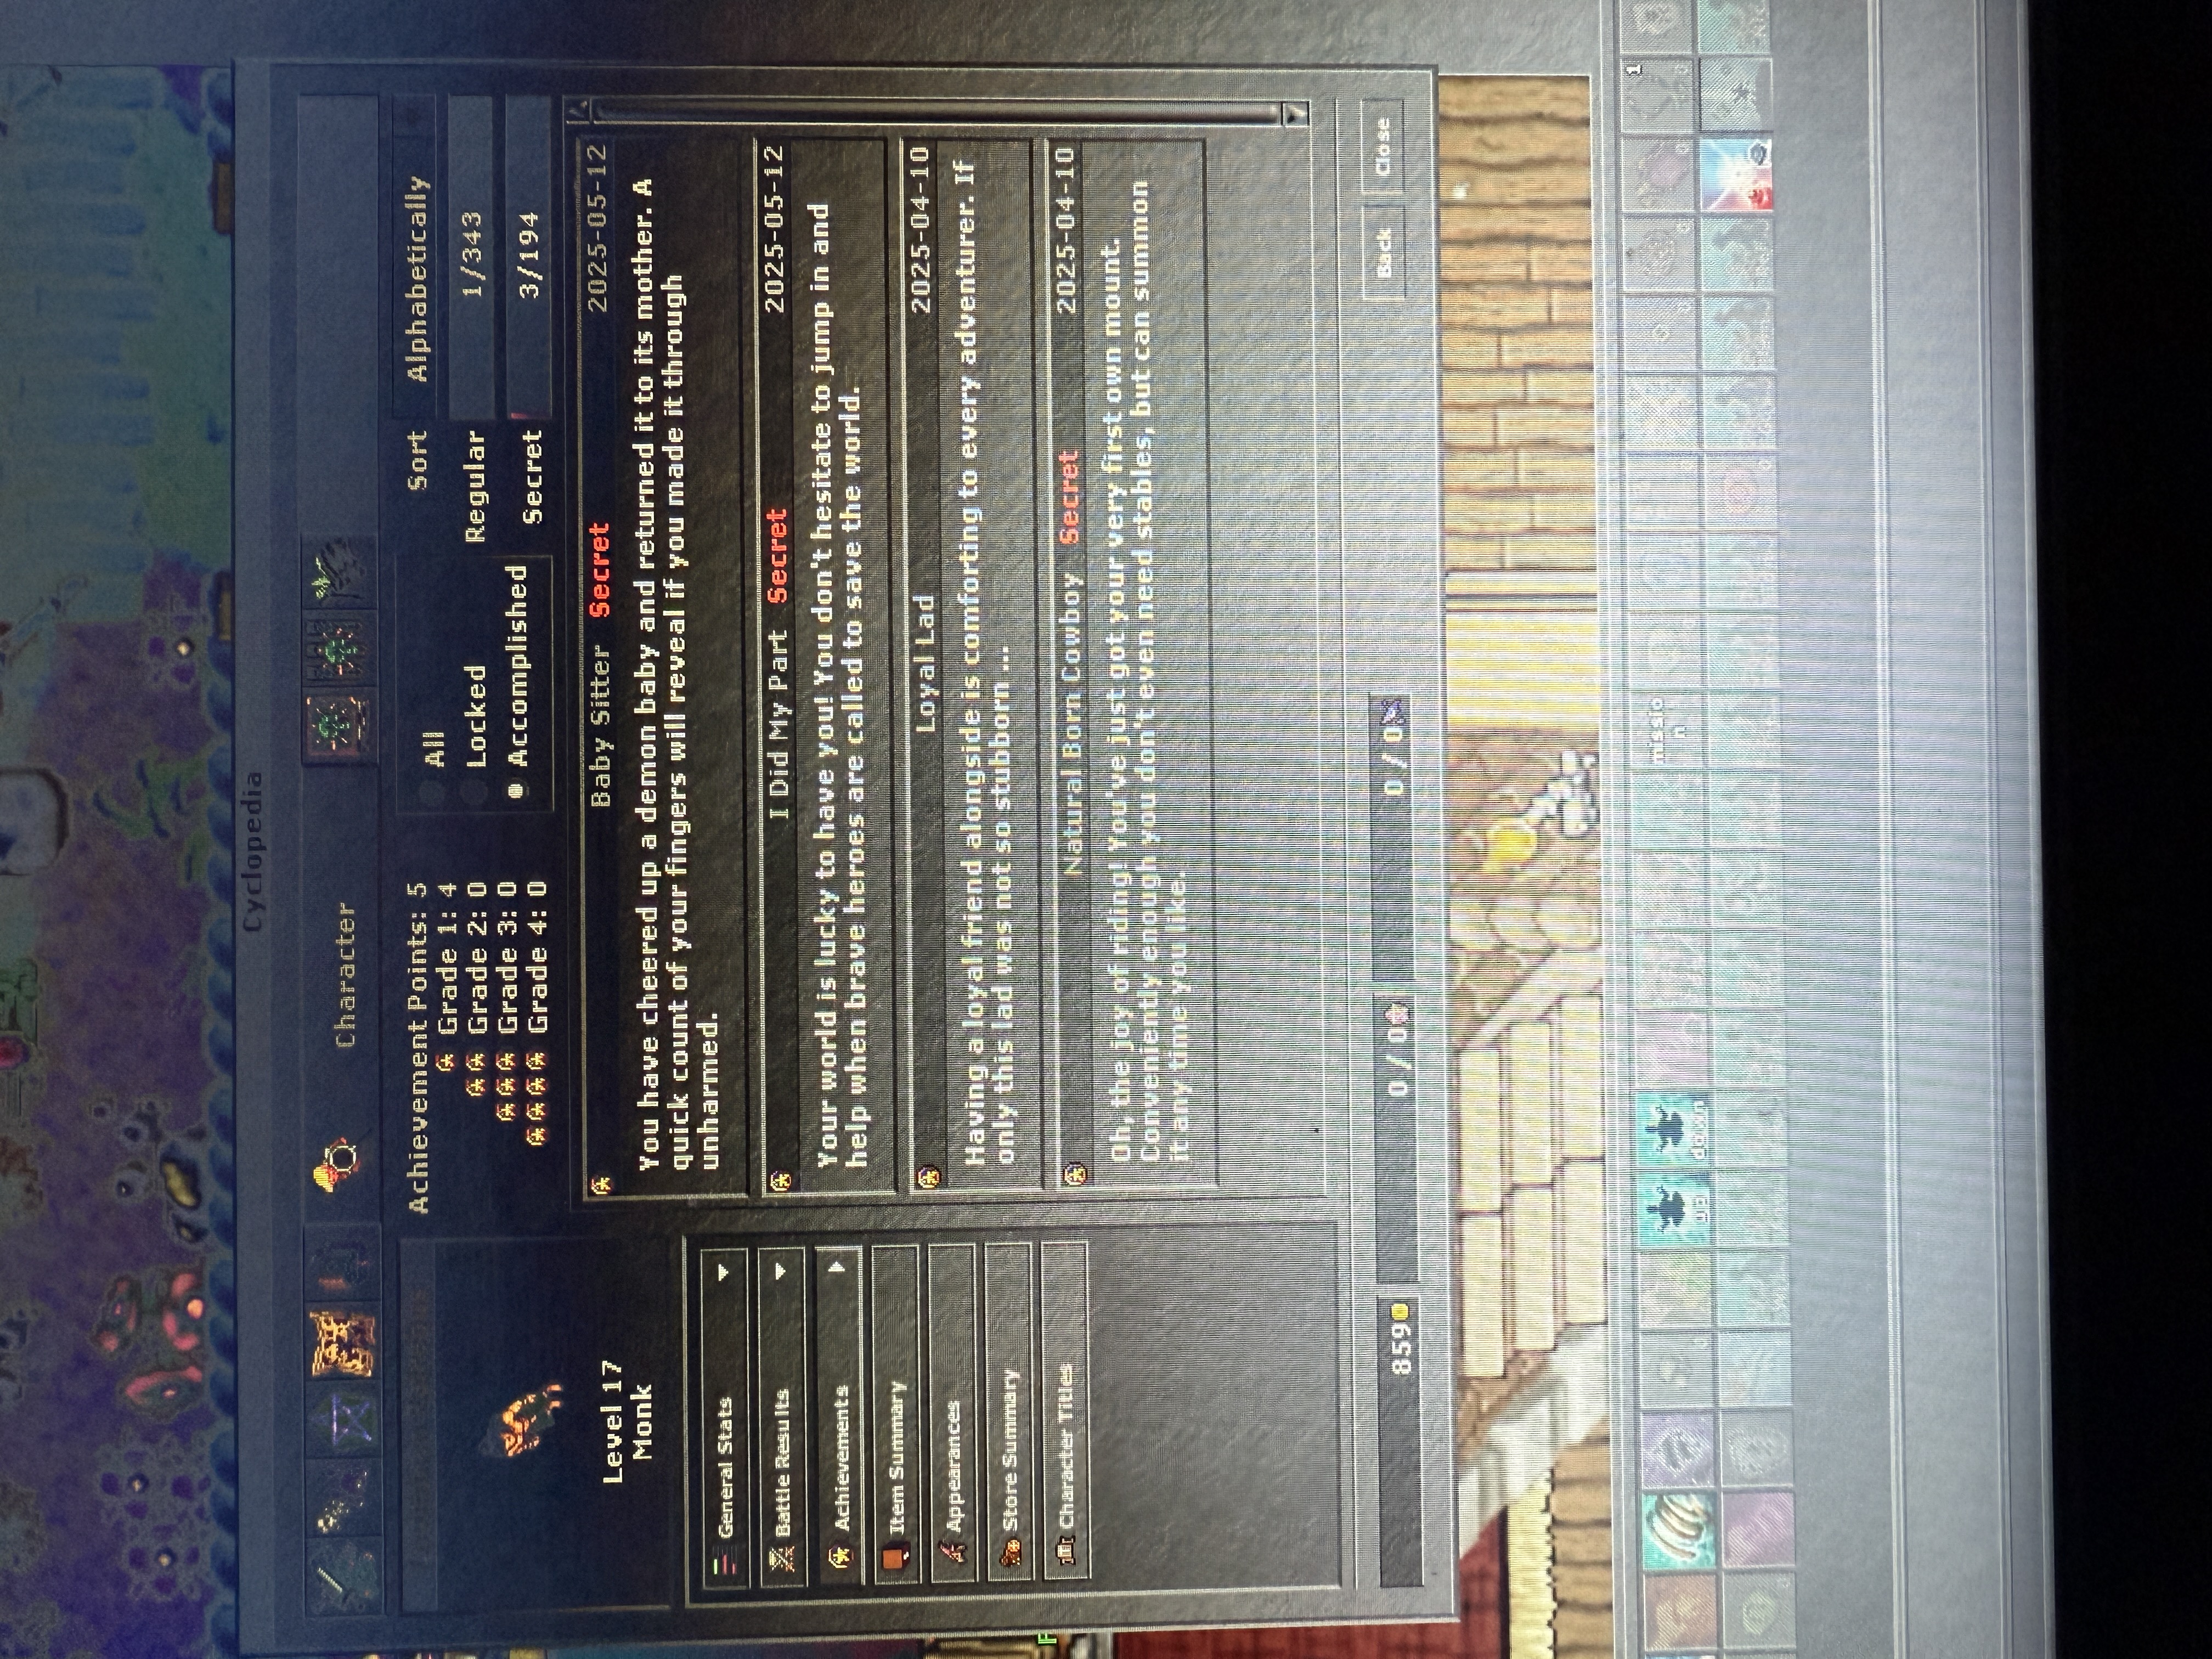 Cyclopedia
Character
Achievement Points: 5
Grade 1: 4
Grade 2: 0
Grade 3: 0
Grade 4: 0
All
Locked
Accomplished
Sort
Alphabetically
Regular
1/343
Secret
3/194
Level 17
Monk
General Stats
Battle Results
Achievements
Item Summary
Appearances
Store Summary
Character Titles
Baby Sitter Secret 2025-05-12
You have cheered up a demon baby and returned it to its mother. A
quick count of your fingers will reveal if you made it through
unharmed.
I Did My Part Secret 2025-05-12
Your world is lucky to have you! You don't hesitate to jump in and
help when brave heroes are called to save the world.
Loyal Lad 2025-04-10
Having a loyal friend alongside is comforting to every adventurer. If
only this lad was not so stubborn ...
Natural Born Cowboy Secret 2025-04-10
Oh, the joy of riding! You've just got your very first own mount.
Conveniently enough you don't even need stables, but can summon
it any time you like.
859
0 / 0
0 / 0
Back
Close
up
down
missio
n
1